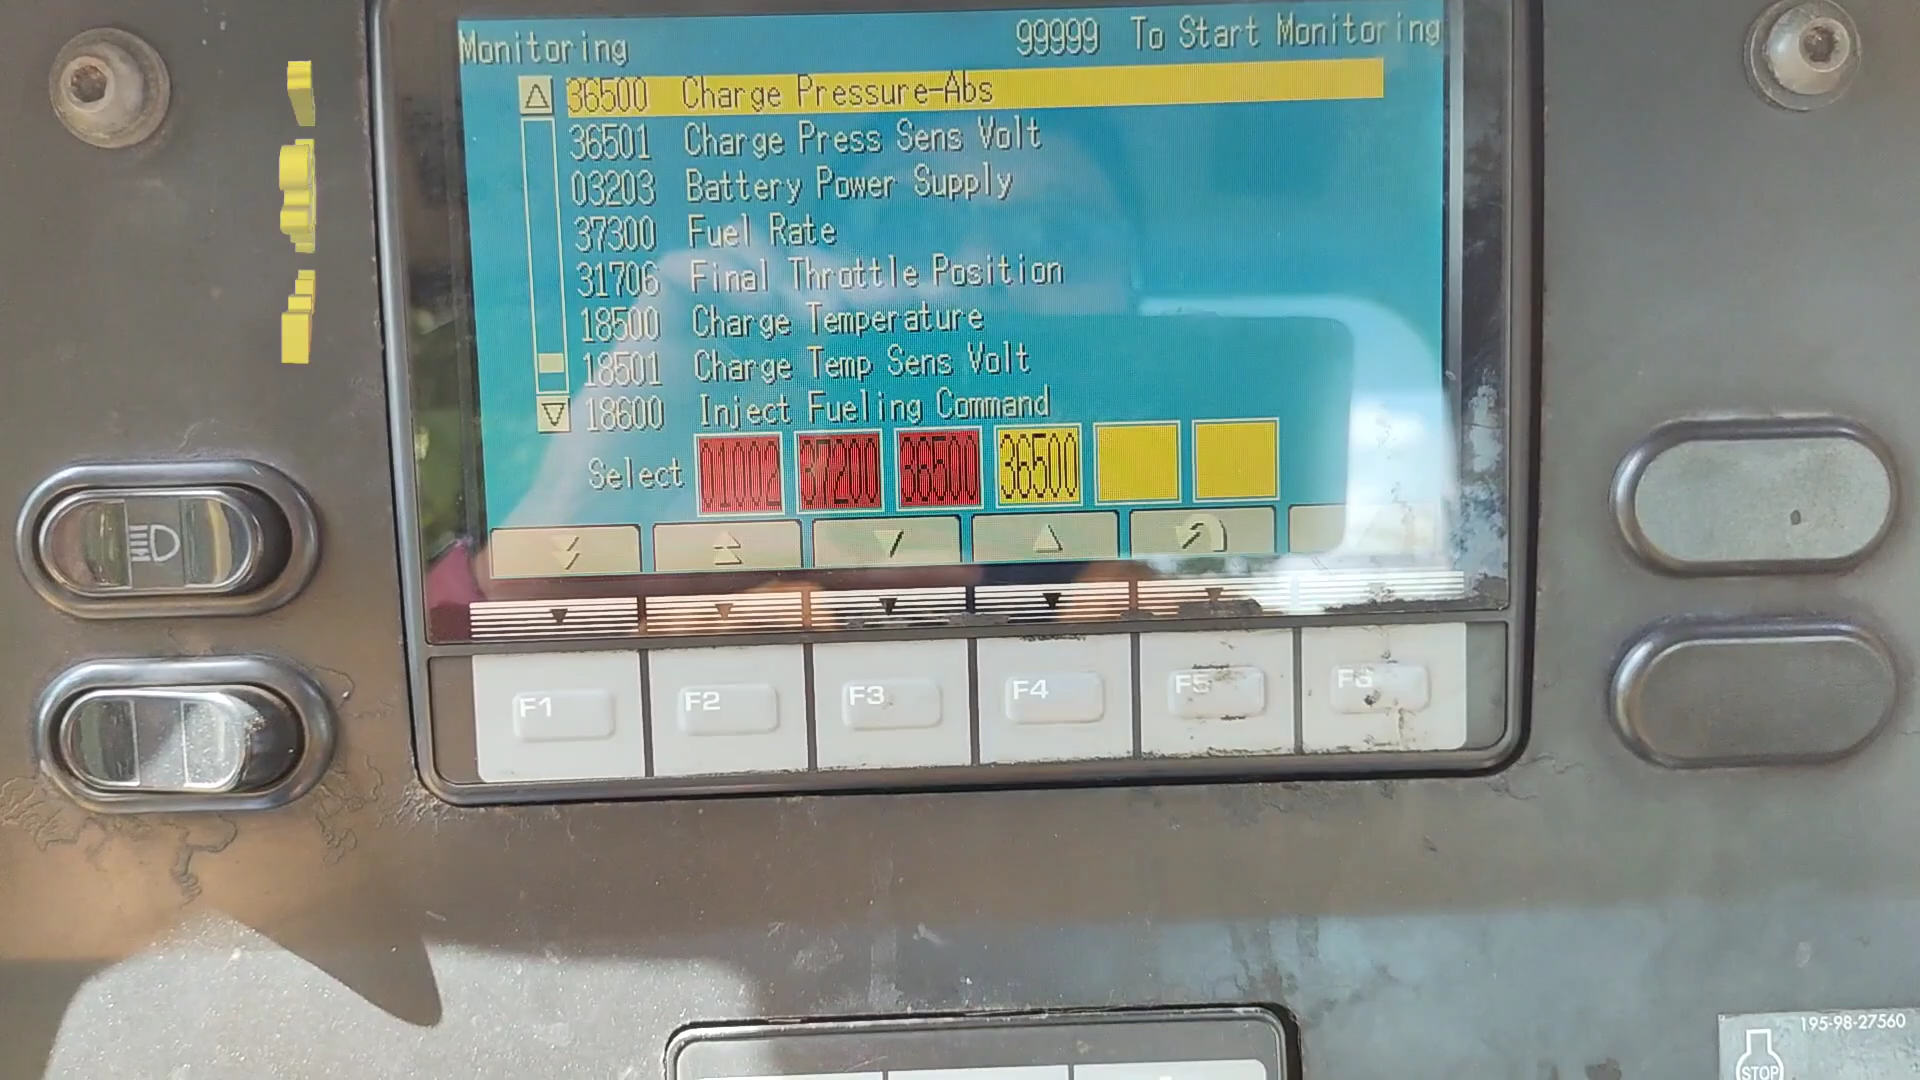 Monitoring 99999 To Start Monitoring
36500 Charge Pressure-Abs
36501 Charge Press Sens Volt
03203 Battery Power Supply
37300 Fuel Rate
31706 Final Throttle Position
18500 Charge Temperature
18501 Charge Temp Sens Volt
18600 Inject Fueling Command
Select 01002 37200 36500 36500
F1 F2 F3 F4 F5 F6
195-98-27560
STOP